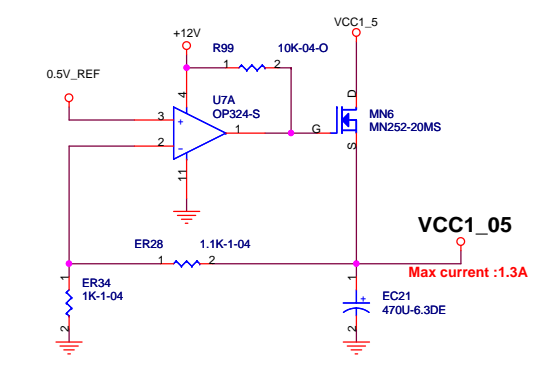 VCC1_5
+12V
R99 10K-04-O
1 2
0.5V_REF
4
U7A
OP324-S
D
MN6
MN252-20MS
3 +
1
G
2 -
S
11
VCC1_05
ER28 1.1K-1-04
1 2
Max current :1.3A
1
ER34
1K-1-04
2
1
+
EC21
470U-6.3DE
2